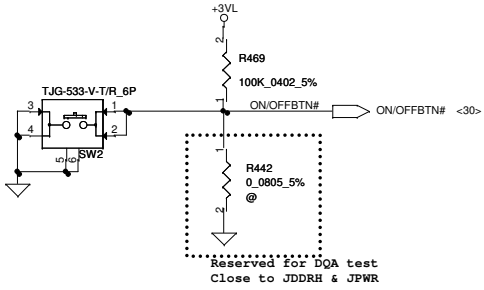 +3VL
2
R469
100K_0402_5%
1
TJG-533-V-T/R_6P
3
1
4
2
5
6
SW2
ON/OFFBTN#
ON/OFFBTN# <30>
1
R442
0_0805_5%
@
2
Reserved for DQA test
Close to JDDRH & JPWR